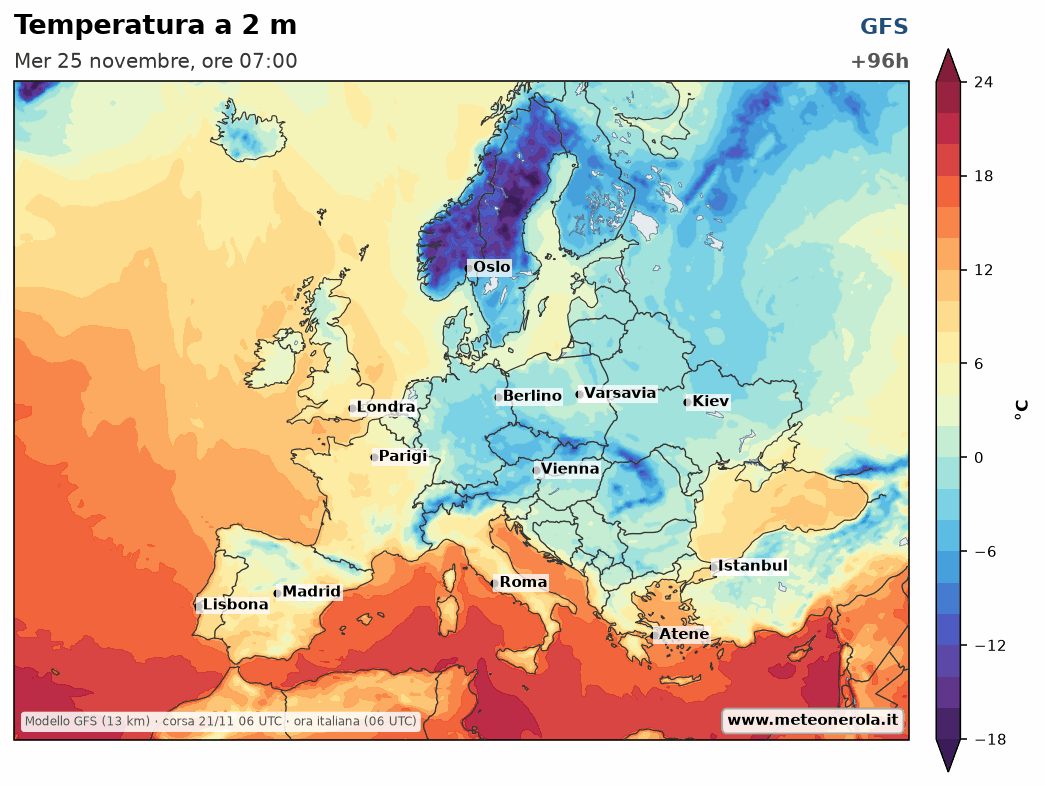 Temperatura a 2 m
GFS
Mer 25 novembre, ore 07:00
+96h
24
18
12
6
0
−6
−12
−18
°C
Oslo
Berlino
Varsavia
Kiev
Londra
Parigi
Vienna
Istanbul
Roma
Madrid
Lisbona
Atene
Modello GFS (13 km) · corsa 21/11 06 UTC · ora italiana (06 UTC)
www.meteonerola.it